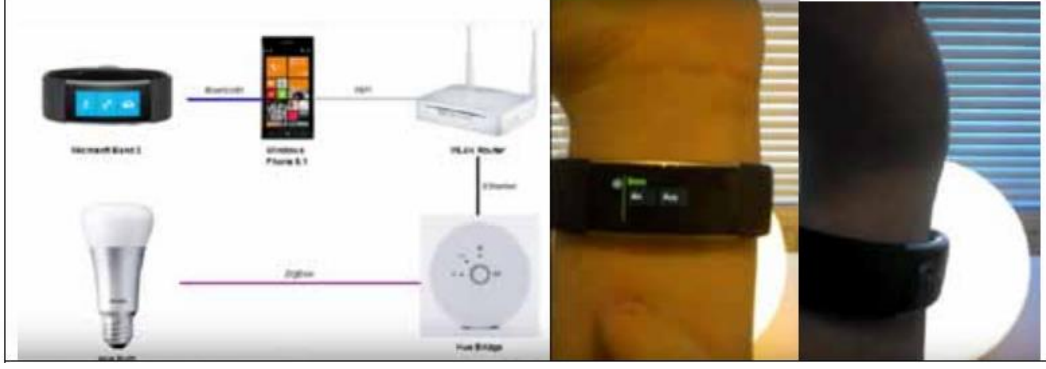 Bluetooth
WiFi
Microsoft Band 2
Windows
Phone 8.1
WLAN Router
Ethernet
ZigBee
Hue Bridge